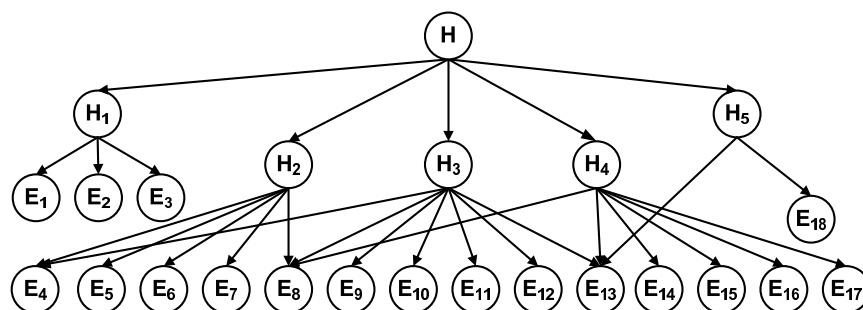 H
H₁
H₅
H₂ H₃ H₄
E₁ E₂ E₃
E₁₈
E₄ E₅ E₆ E₇ E₈ E₉ E₁₀ E₁₁ E₁₂ E₁₃ E₁₄ E₁₅ E₁₆ E₁₇